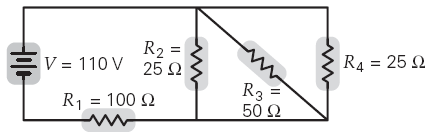 V = 110 V
R₂ =
25 Ω
R₁ = 100 Ω
R₃ =
50 Ω
R₄ = 25 Ω